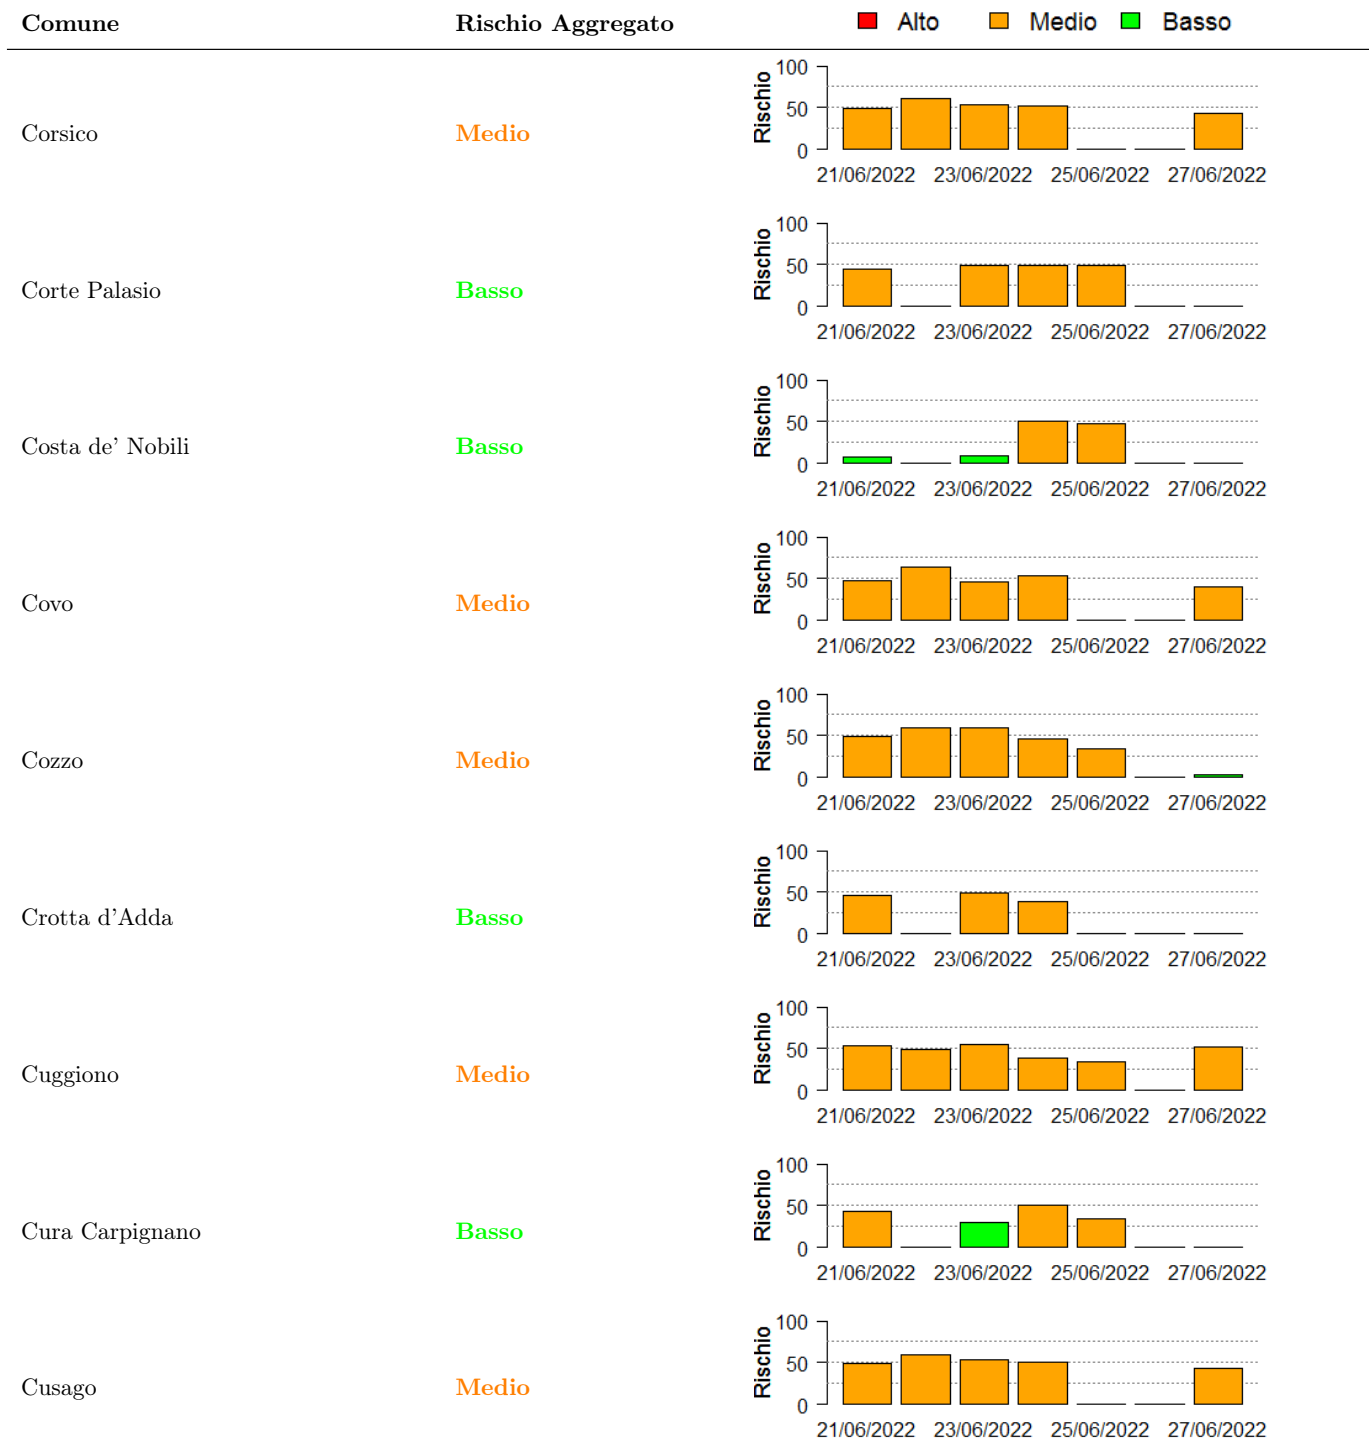 Comune Rischio Aggregato Alto Medio Basso
100
Rischio
50
Corsico Medio
0
21/06/2022 23/06/2022 25/06/2022 27/06/2022
100
Rischio
50
Corte Palasio Basso
0
21/06/2022 23/06/2022 25/06/2022 27/06/2022
100
Rischio
50
Costa de' Nobili Basso
0
21/06/2022 23/06/2022 25/06/2022 27/06/2022
100
Rischio
50
Covo Medio
0
21/06/2022 23/06/2022 25/06/2022 27/06/2022
100
Rischio
50
Cozzo Medio
0
21/06/2022 23/06/2022 25/06/2022 27/06/2022
100
Rischio
50
Crotta d'Adda Basso
0
21/06/2022 23/06/2022 25/06/2022 27/06/2022
100
Rischio
50
Cuggiono Medio
0
21/06/2022 23/06/2022 25/06/2022 27/06/2022
100
Rischio
50
Cura Carpignano Basso
0
21/06/2022 23/06/2022 25/06/2022 27/06/2022
100
Rischio
50
Cusago Medio
0
21/06/2022 23/06/2022 25/06/2022 27/06/2022